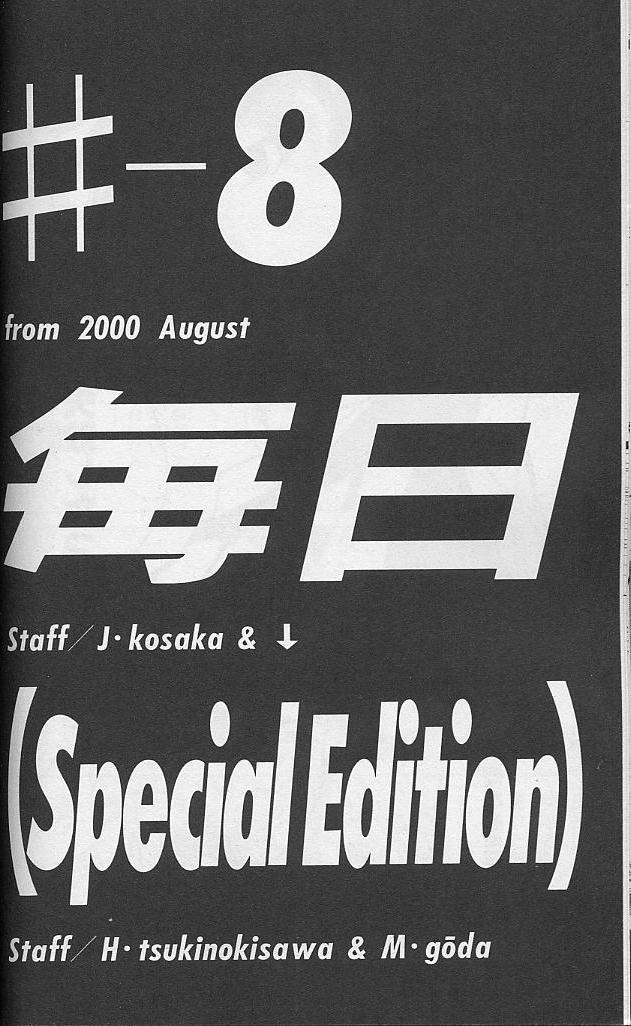 #-8
from 2000 August
毎日
Staff/J·kosaka & ⬇
(Special Edition)
Staff/H·tsukinokisawa & M·gōda